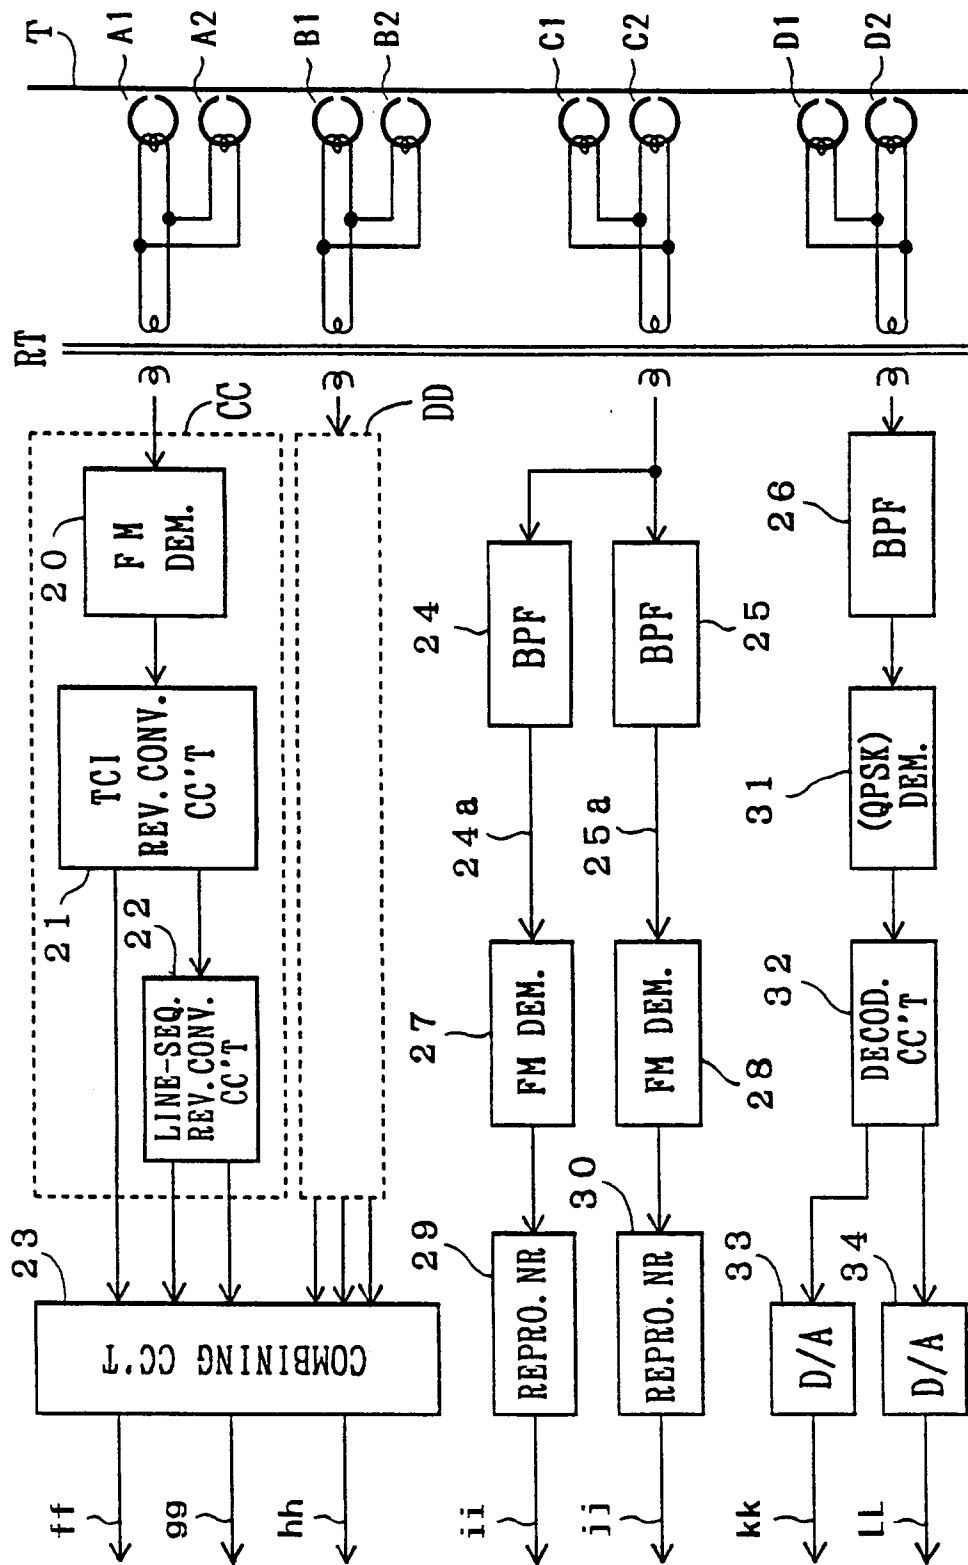 T
A1
A2
B1
B2
C1
C2
D1
D2
RT
CC
DD
20
FM
DEM.
21
TCI
REV.CONV.
CC'T
22
LINE-SEQ.
REV.CONV.
CC'T
23
COMBINING CC'T
ff
gg
hh
24
BPF
25
BPF
24a
25a
27
FM DEM.
28
FM DEM.
29
REPRO.NR
30
REPRO.NR
ii
jj
26
BPF
31
(QPSK)
DEM.
32
DECOD.
CC'T
33
D/A
34
D/A
kk
LL